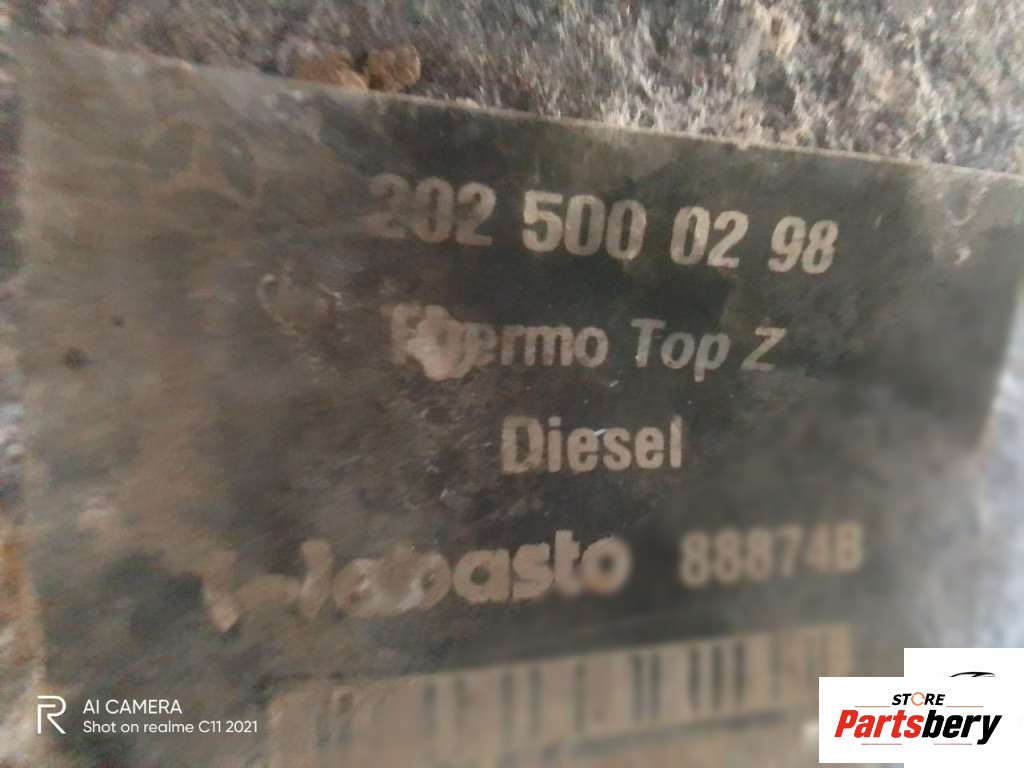 202 500 02 98
Thermo Top Z
Diesel
Webasto 88874B
AI CAMERA
Shot on realme C11 2021
STORE
Partsbery